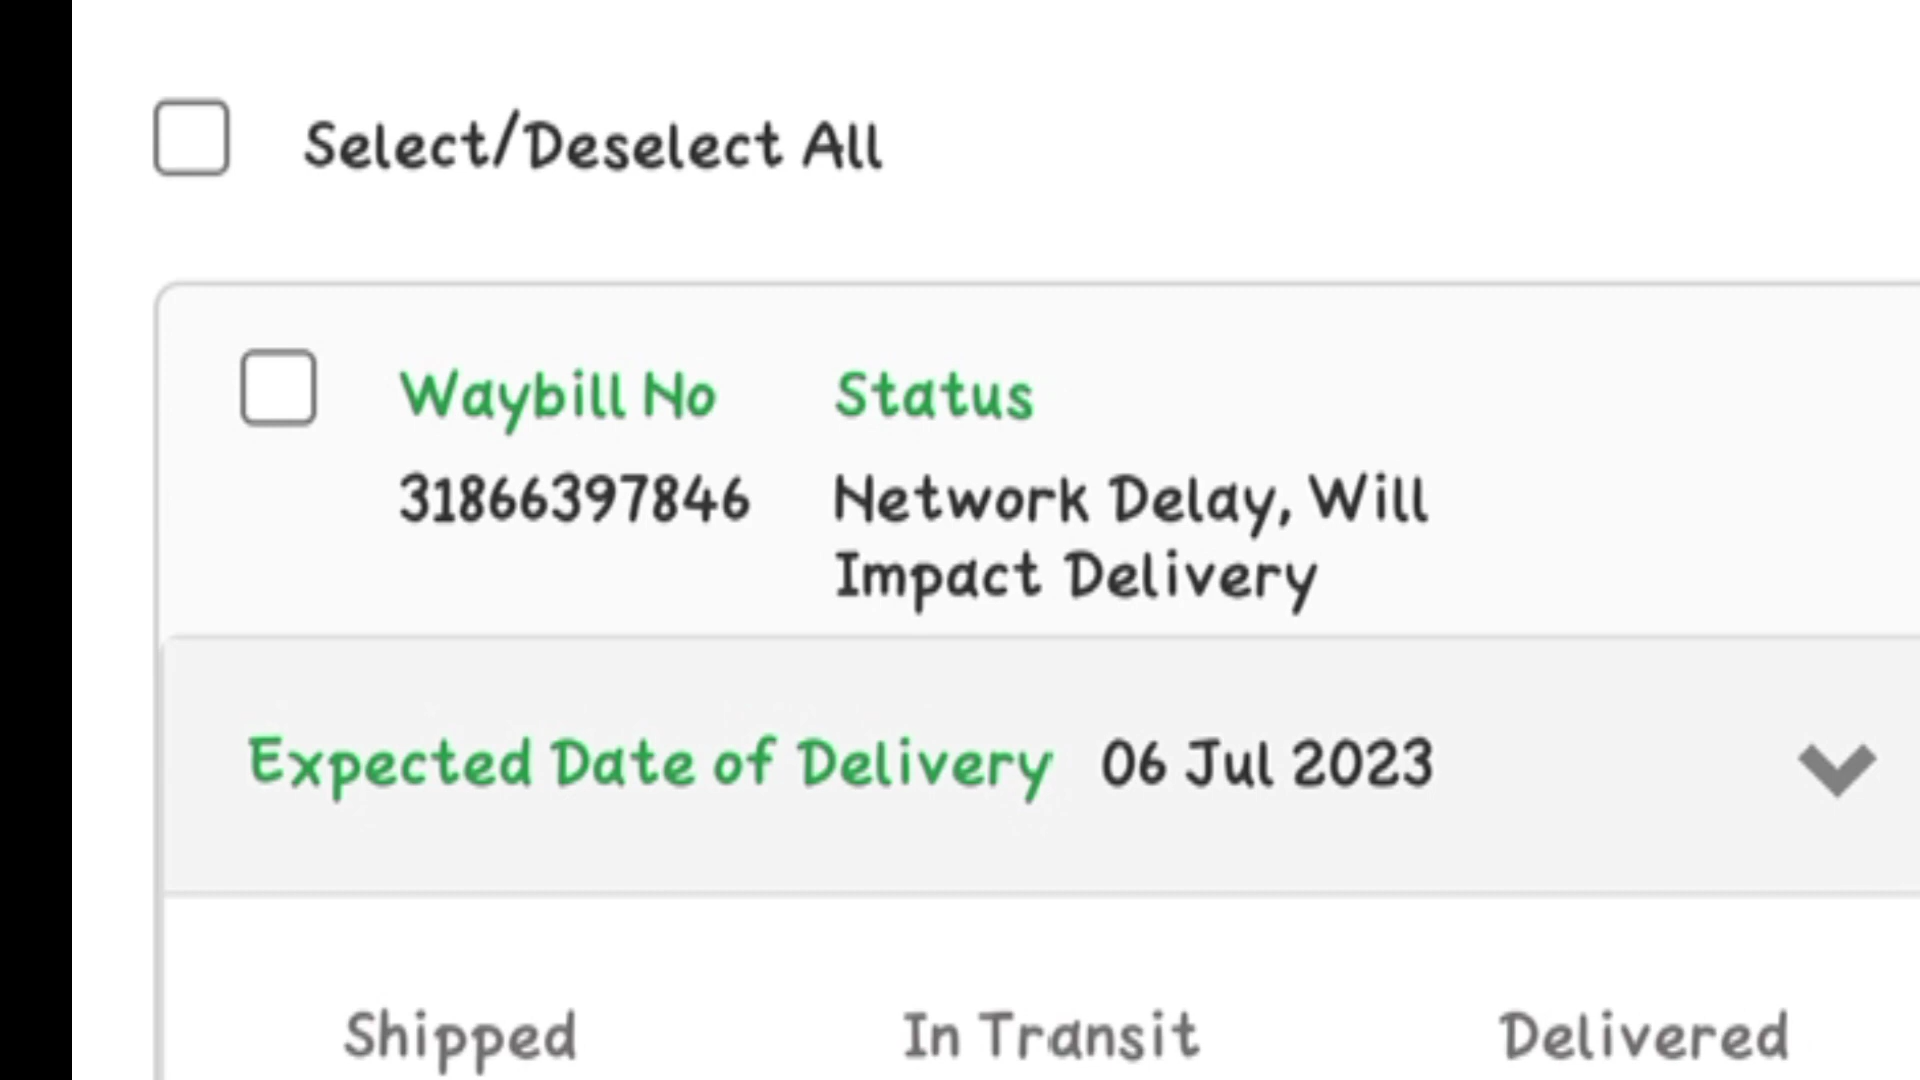 Select/Deselect All
Waybill No Status
31866397846 Network Delay, Will
Impact Delivery
Expected Date of Delivery 06 Jul 2023
Shipped In Transit Delivered